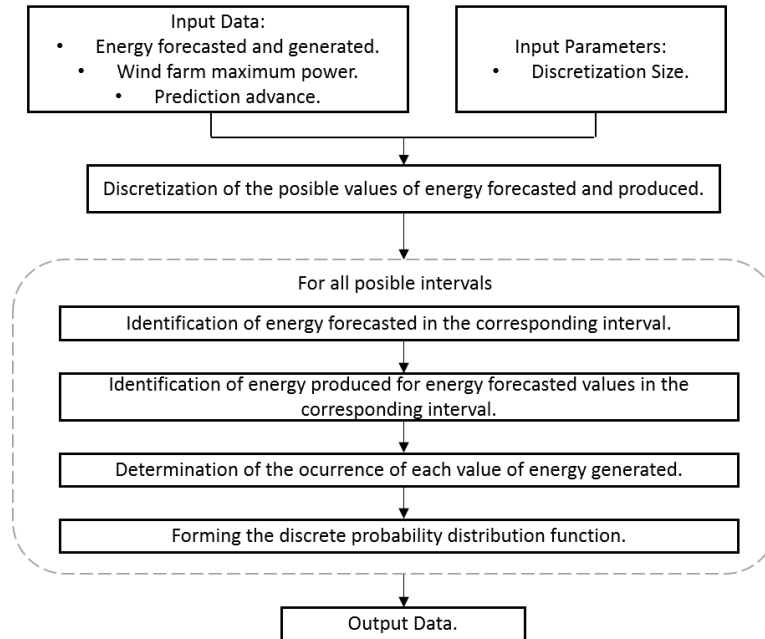 Input Data:
• Energy forecasted and generated.
• Wind farm maximum power.
• Prediction advance.
Input Parameters:
• Discretization Size.
Discretization of the posible values of energy forecasted and produced.
For all posible intervals
Identification of energy forecasted in the corresponding interval.
Identification of energy produced for energy forecasted values in the
corresponding interval.
Determination of the ocurrence of each value of energy generated.
Forming the discrete probability distribution function.
Output Data.